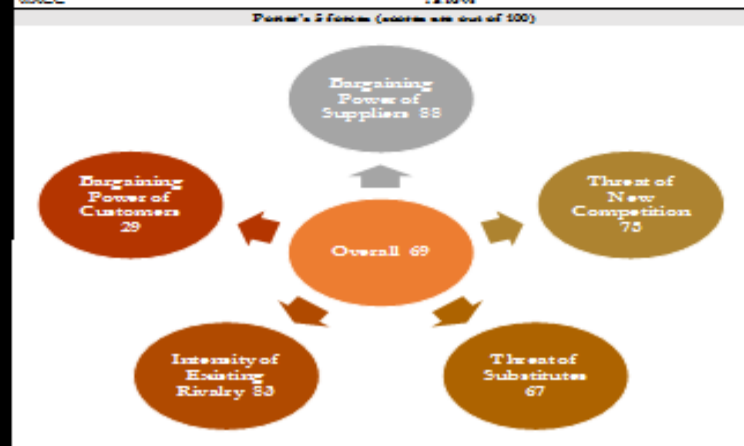 Porter's 5 forces (scores are out of 100)
Bargaining
Power of
Suppliers 88
Bargaining
Power of
Customers
29
Threat of
New
Competition
Overall 69
Intensity of
Existing
Rivalry 83
Threat of
Substitutes
67